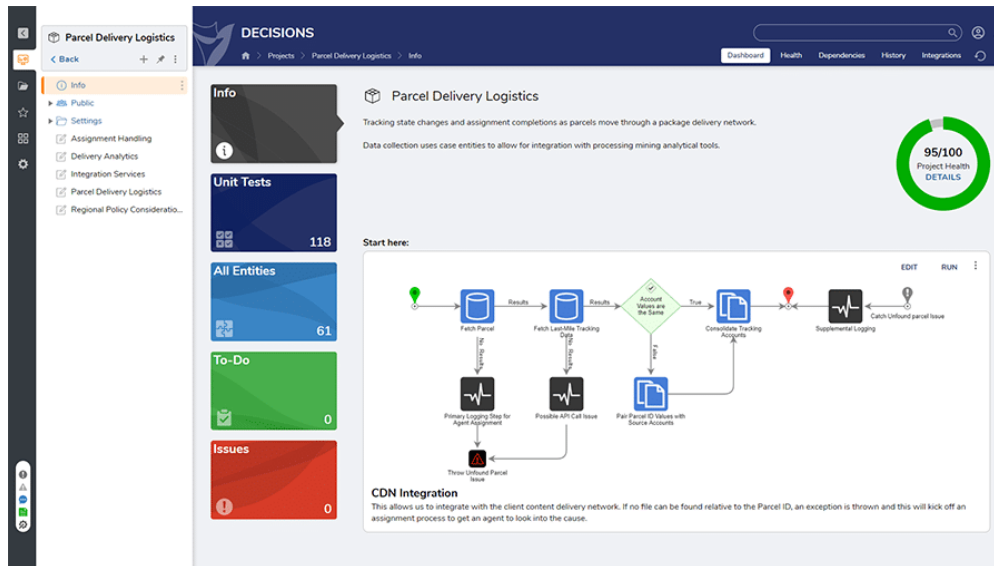 Parcel Delivery Logistics
Back
Info
Public
Settings
Assignment Handling
Delivery Analytics
Integration Services
Parcel Delivery Logistics
Regional Policy Consideratio...
DECISIONS
Projects > Parcel Delivery Logistics > Info
Dashboard Health Dependencies History Integrations
Info
Unit Tests
118
All Entities
61
To-Do
0
Issues
0
Parcel Delivery Logistics
Tracking state changes and assignment completions as parcels move through a package delivery network.
Data collection uses case entities to allow for integration with processing mining analytical tools.
95/100
Project Health
DETAILS
Start here:
EDIT RUN
Fetch Parcel
Results
Fetch Last-Mile Tracking
Data
Results
Account
Values are
the Same
True
Consolidate Tracking
Accounts
Supplemental Logging
Catch Unfound parcel Issue
No Results
No Results
False
Primary Logging Step for
Agent Assignment
Possible API Call Issue
Pair Parcel ID Values with
Source Accounts
Throw Unfound Parcel
Issue
CDN Integration
This allows us to integrate with the client content delivery network. If no file can be found relative to the Parcel ID, an exception is thrown and this will kick off an
assignment process to get an agent to look into the cause.